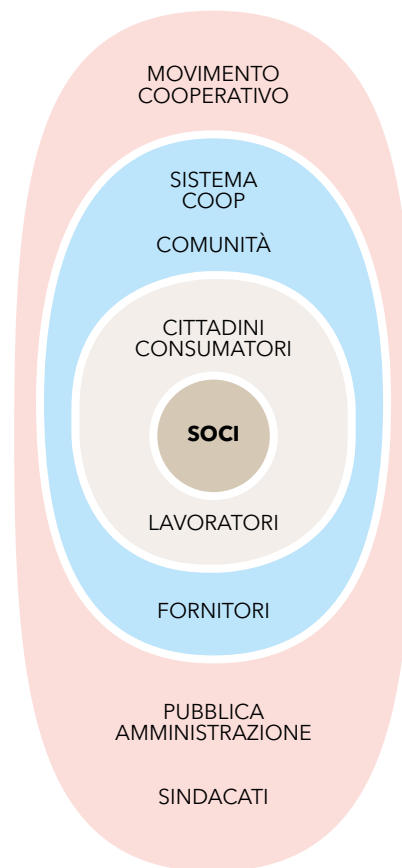 MOVIMENTO
COOPERATIVO
SISTEMA
COOP
COMUNITÀ
CITTADINI
CONSUMATORI
SOCI
LAVORATORI
FORNITORI
PUBBLICA
AMMINISTRAZIONE
SINDACATI